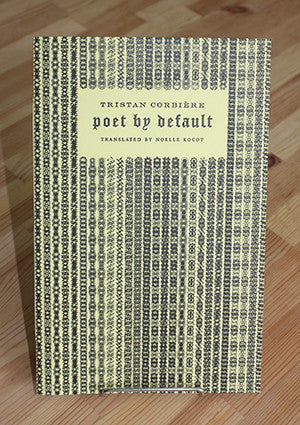 TRISTAN CORBIÈRE
poet by default
TRANSLATED BY NOELLE KOCOT